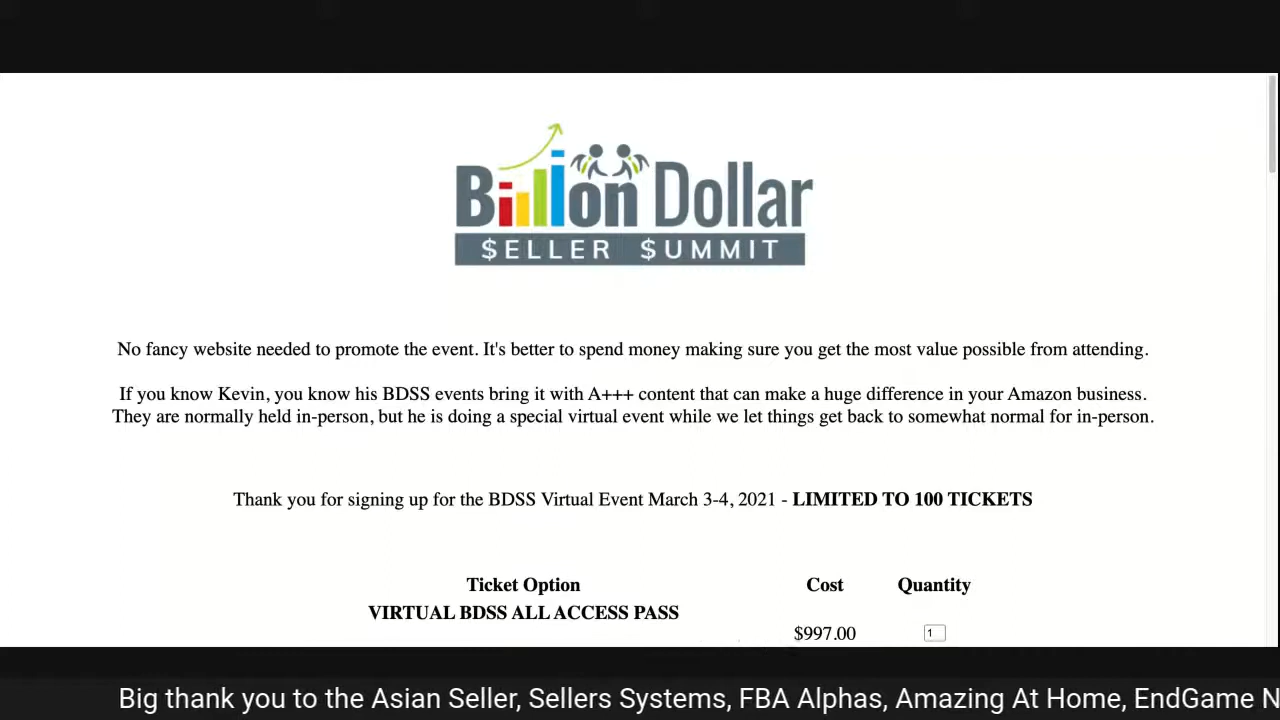 Billion Dollar
$ELLER $UMMIT
No fancy website needed to promote the event. It's better to spend money making sure you get the most value possible from attending.
If you know Kevin, you know his BDSS events bring it with A+++ content that can make a huge difference in your Amazon business.
They are normally held in-person, but he is doing a special virtual event while we let things get back to somewhat normal for in-person.
Thank you for signing up for the BDSS Virtual Event March 3-4, 2021 - LIMITED TO 100 TICKETS
Ticket Option Cost Quantity
VIRTUAL BDSS ALL ACCESS PASS
$997.00 1
Big thank you to the Asian Seller, Sellers Systems, FBA Alphas, Amazing At Home, EndGame N